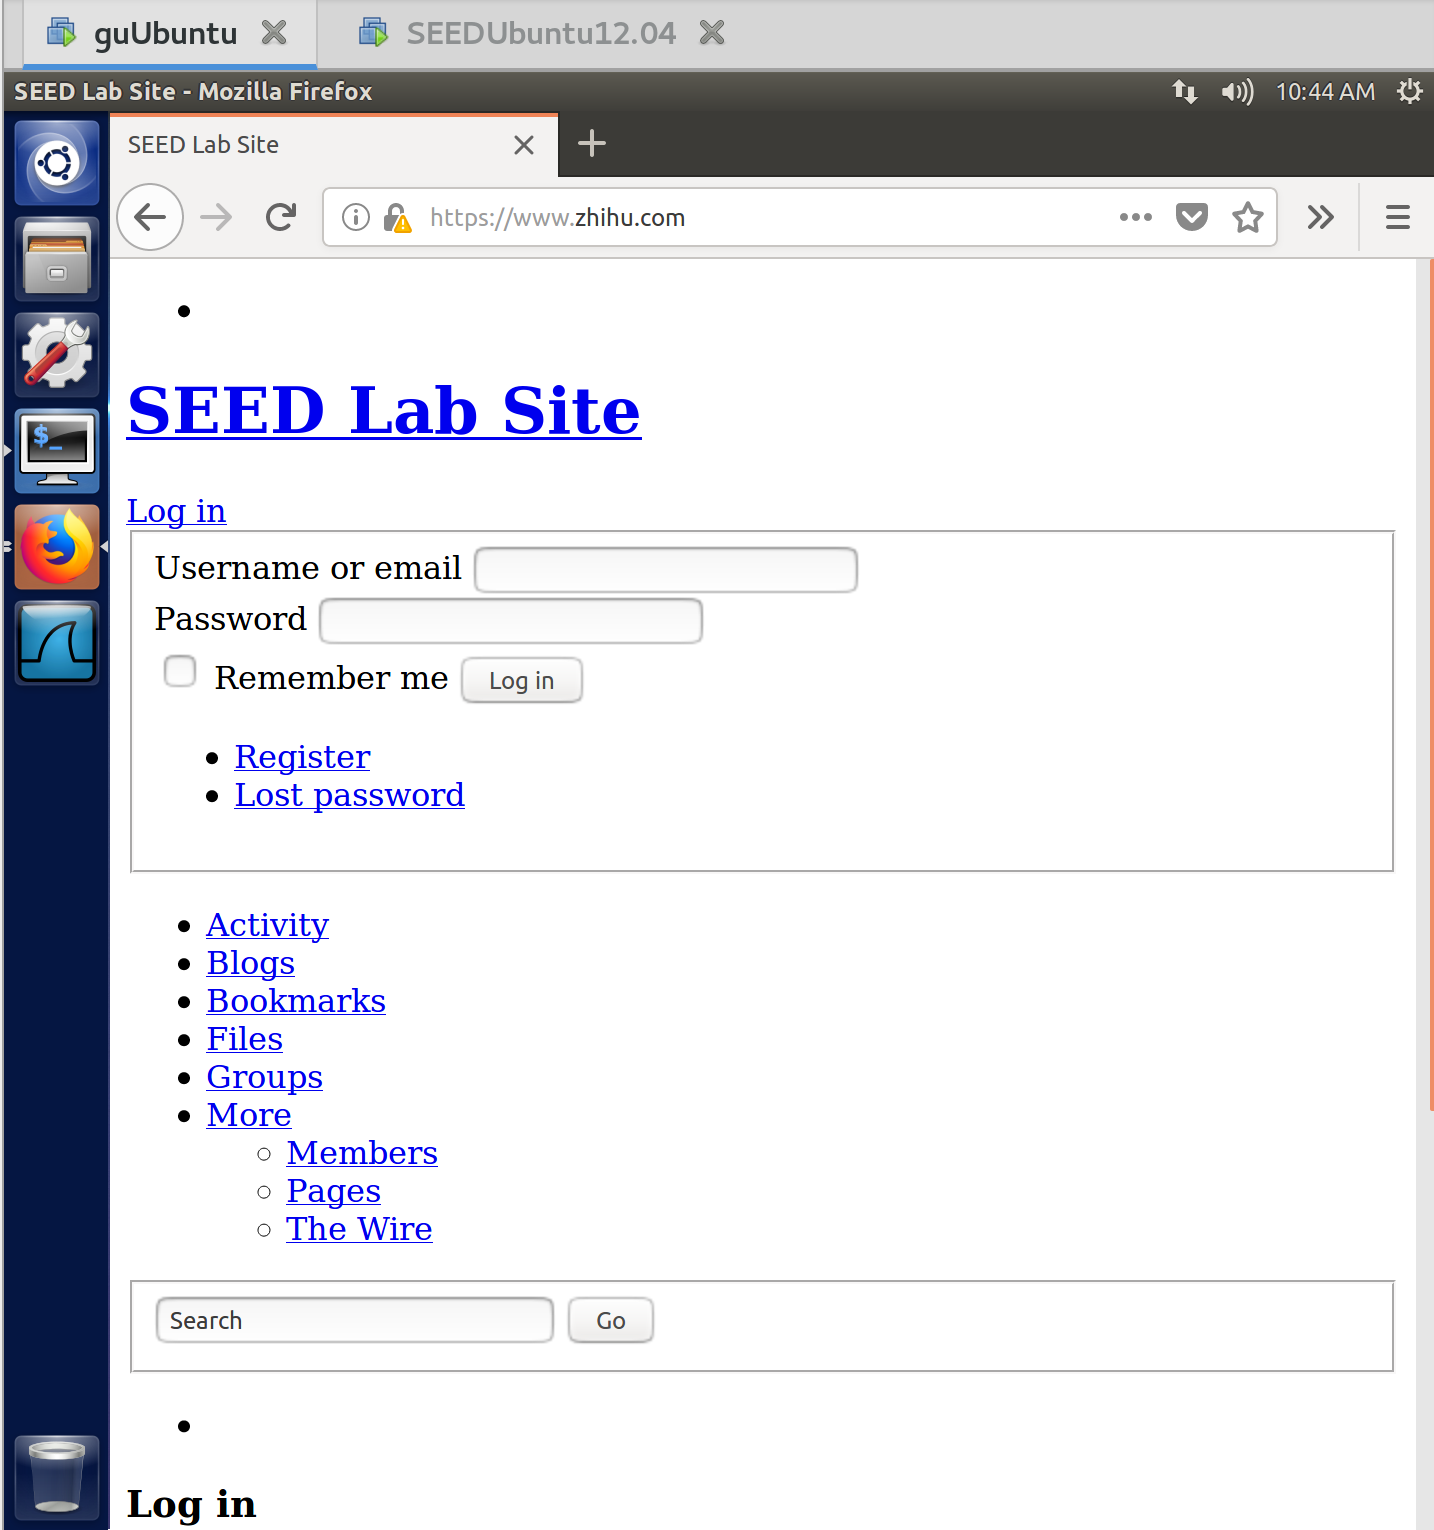 guUbuntu SEEDUbuntu12.04
SEED Lab Site - Mozilla Firefox 10:44 AM
SEED Lab Site
https://www.zhihu.com
SEED Lab Site
Log in
Username or email
Password
Remember me Log in
Register
Lost password
Activity
Blogs
Bookmarks
Files
Groups
More
Members
Pages
The Wire
Search Go
Log in